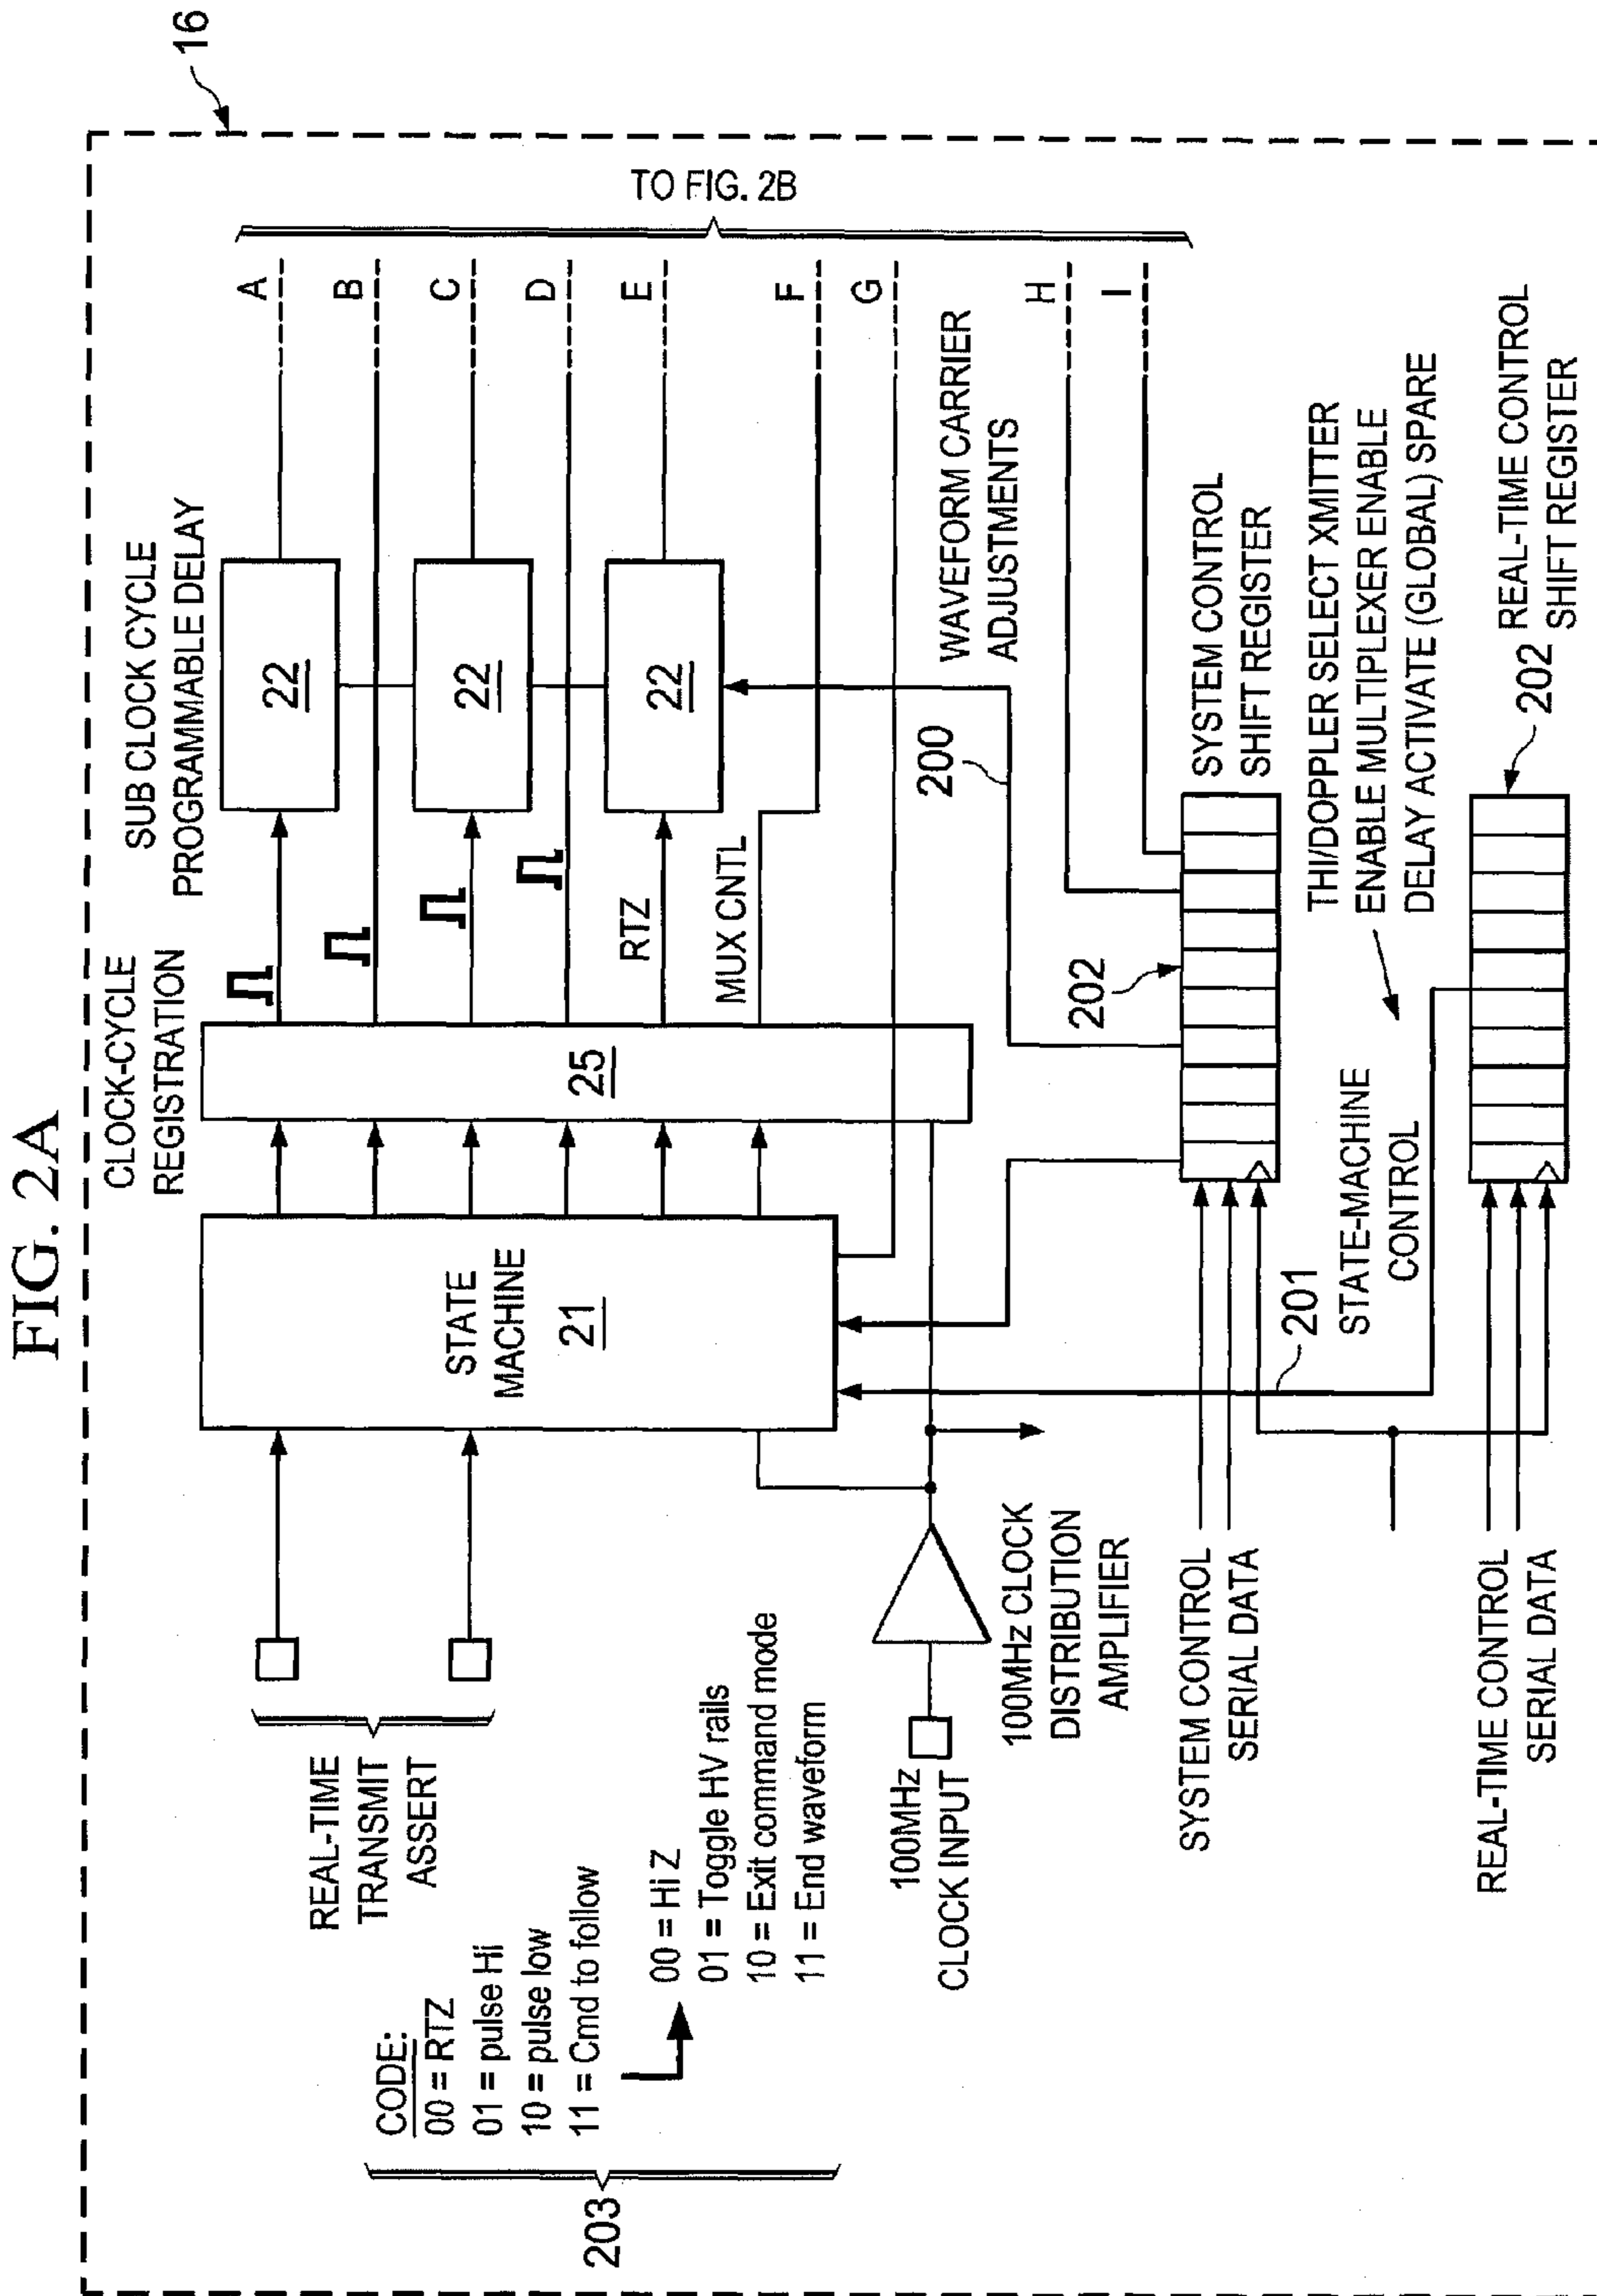 FIG. 2A
16
CLOCK-CYCLE
REGISTRATION
SUB CLOCK CYCLE
PROGRAMMABLE DELAY
REAL-TIME
TRANSMIT
ASSERT
STATE
MACHINE
21
25
22
22
22
RTZ
MUX CNTL
A
B
C
D
E
F
G
H
I
TO FIG. 2B
203
CODE:
00 = RTZ
01 = pulse Hi
10 = pulse low
11 = Cmd to follow
00 = Hi Z
01 = Toggle HV rails
10 = Exit command mode
11 = End waveform
100MHz
CLOCK INPUT
100MHz CLOCK
DISTRIBUTION
AMPLIFIER
200
WAVEFORM CARRIER
ADJUSTMENTS
SYSTEM CONTROL
SERIAL DATA
202
SYSTEM CONTROL
SHIFT REGISTER
201
STATE-MACHINE
CONTROL
THI/DOPPLER SELECT XMITTER
ENABLE MULTIPLEXER ENABLE
DELAY ACTIVATE (GLOBAL) SPARE
REAL-TIME CONTROL
SERIAL DATA
202
REAL-TIME CONTROL
SHIFT REGISTER